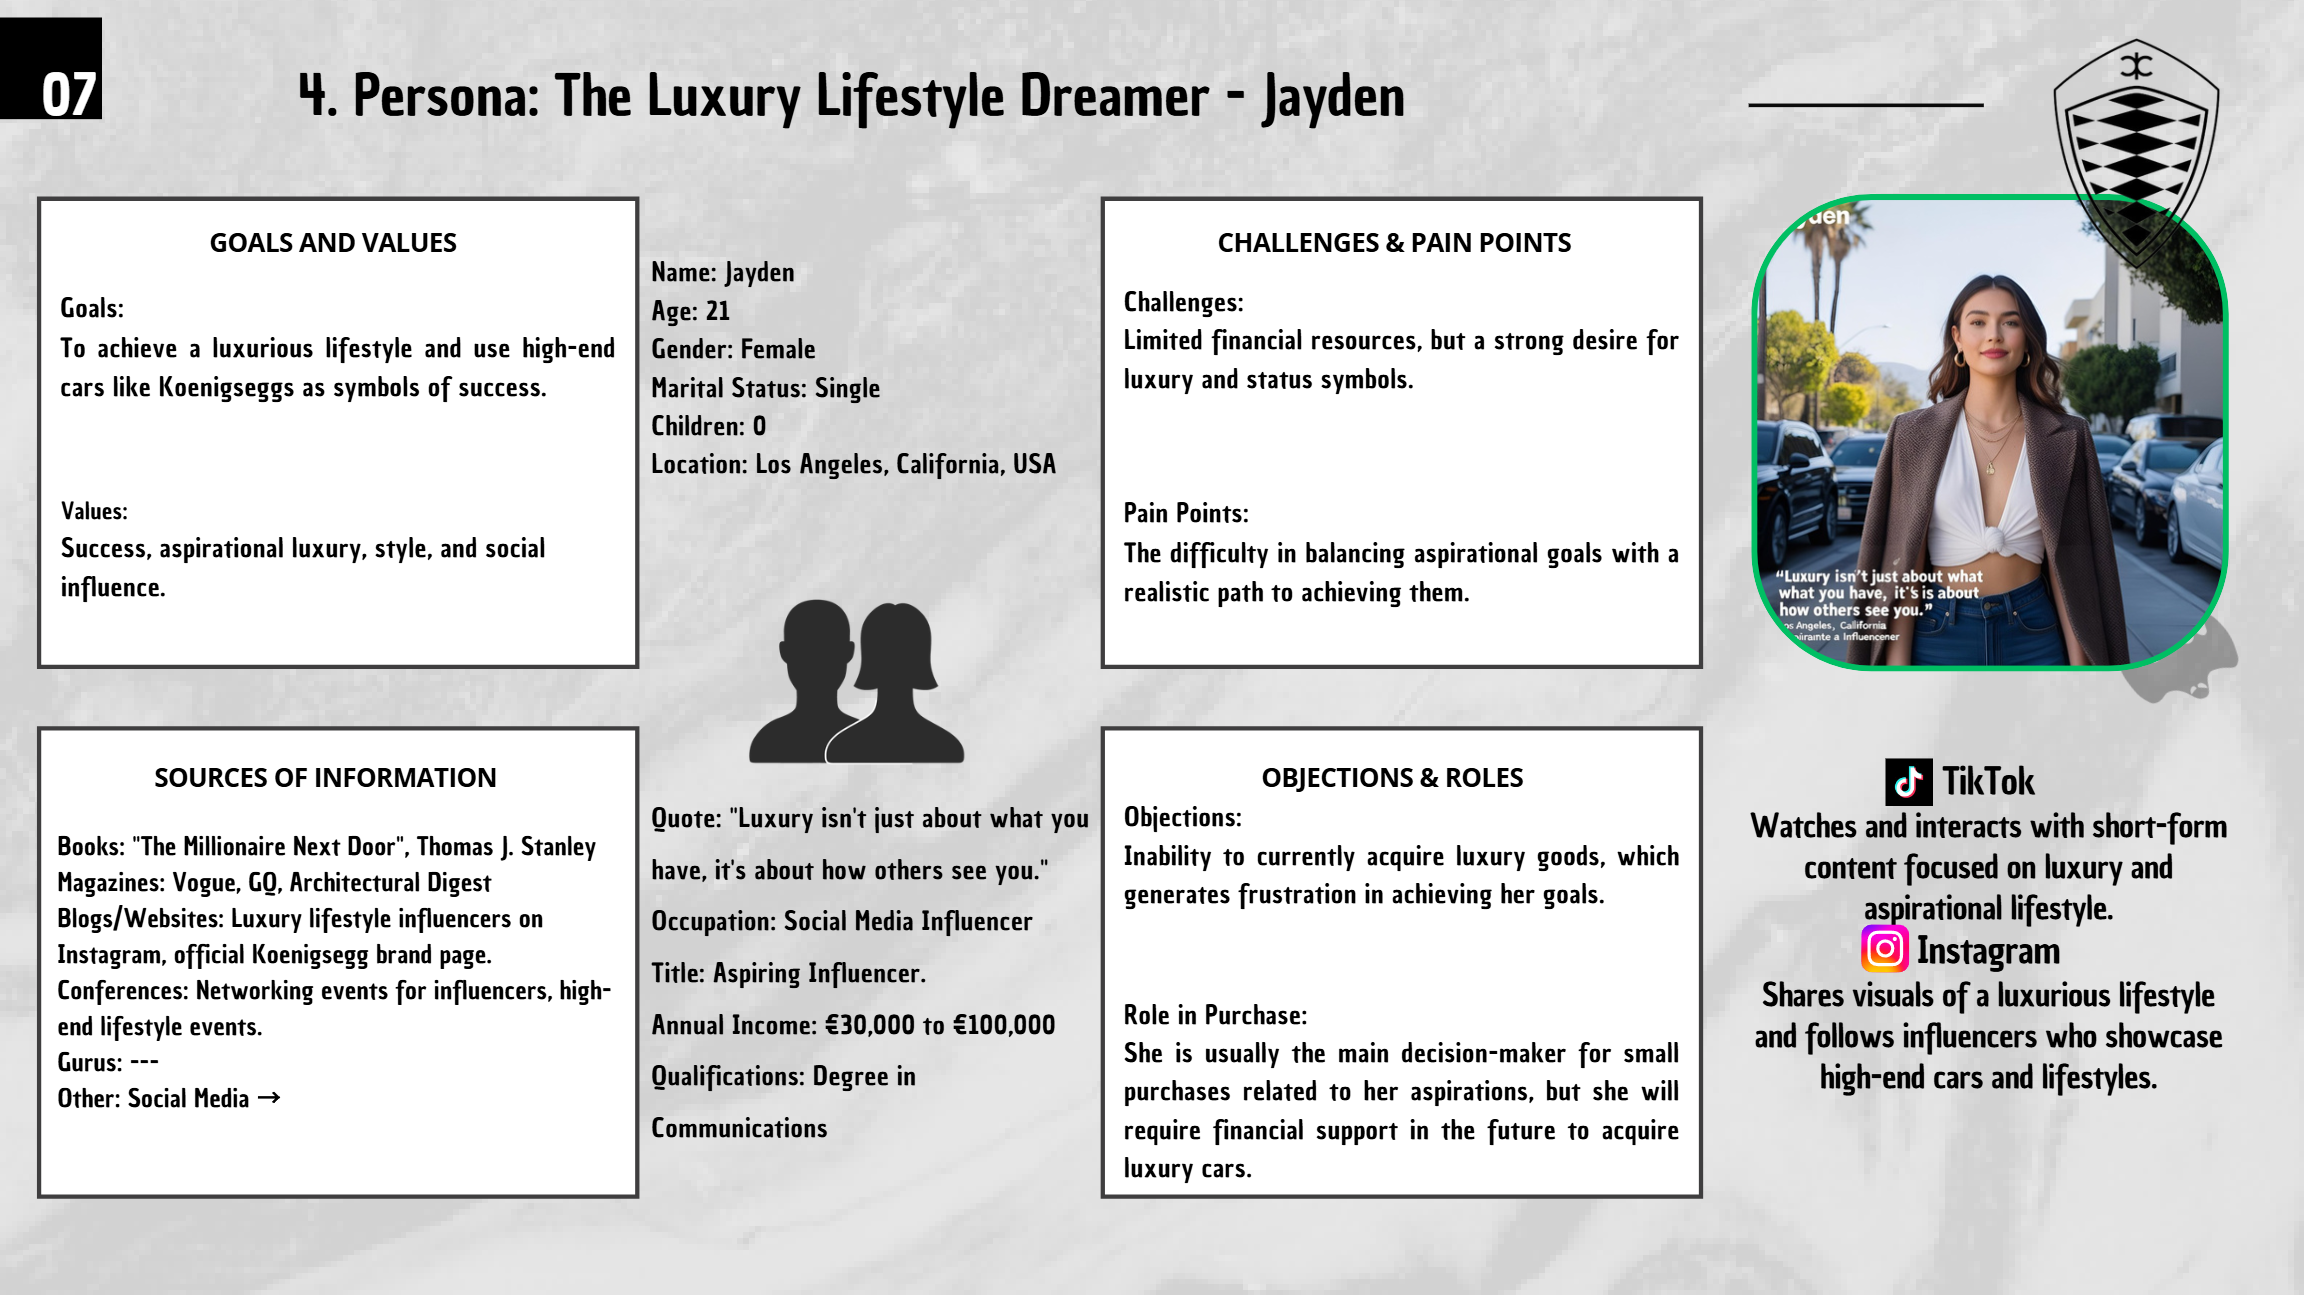 07
4. Persona: The Luxury Lifestyle Dreamer - Jayden
GOALS AND VALUES
Goals:
To achieve a luxurious lifestyle and use high-end
cars like Koenigseggs as symbols of success.
Values:
Success, aspirational luxury, style, and social
influence.
Name: Jayden
Age: 21
Gender: Female
Marital Status: Single
Children: 0
Location: Los Angeles, California, USA
CHALLENGES & PAIN POINTS
Challenges:
Limited financial resources, but a strong desire for
luxury and status symbols.
Pain Points:
The difficulty in balancing aspirational goals with a
realistic path to achieving them.
yden
“Luxury isn’t just about what
what you have, it's is about
how others see you.”
os Angeles, Califormia
a Influencener
SOURCES OF INFORMATION
Books: "The Millionaire Next Door", Thomas J. Stanley
Magazines: Vogue, GQ, Architectural Digest
Blogs/Websites: Luxury lifestyle influencers on
Instagram, official Koenigsegg brand page.
Conferences: Networking events for influencers, high-
end lifestyle events.
Gurus: ---
Other: Social Media →
Quote: "Luxury isn't just about what you
have, it's about how others see you."
Occupation: Social Media Influencer
Title: Aspiring Influencer.
Annual Income: €30,000 to €100,000
Qualifications: Degree in
Communications
OBJECTIONS & ROLES
Objections:
Inability to currently acquire luxury goods, which
generates frustration in achieving her goals.
Role in Purchase:
She is usually the main decision-maker for small
purchases related to her aspirations, but she will
require financial support in the future to acquire
luxury cars.
TikTok
Watches and interacts with short-form
content focused on luxury and
aspirational lifestyle.
Instagram
Shares visuals of a luxurious lifestyle
and follows influencers who showcase
high-end cars and lifestyles.